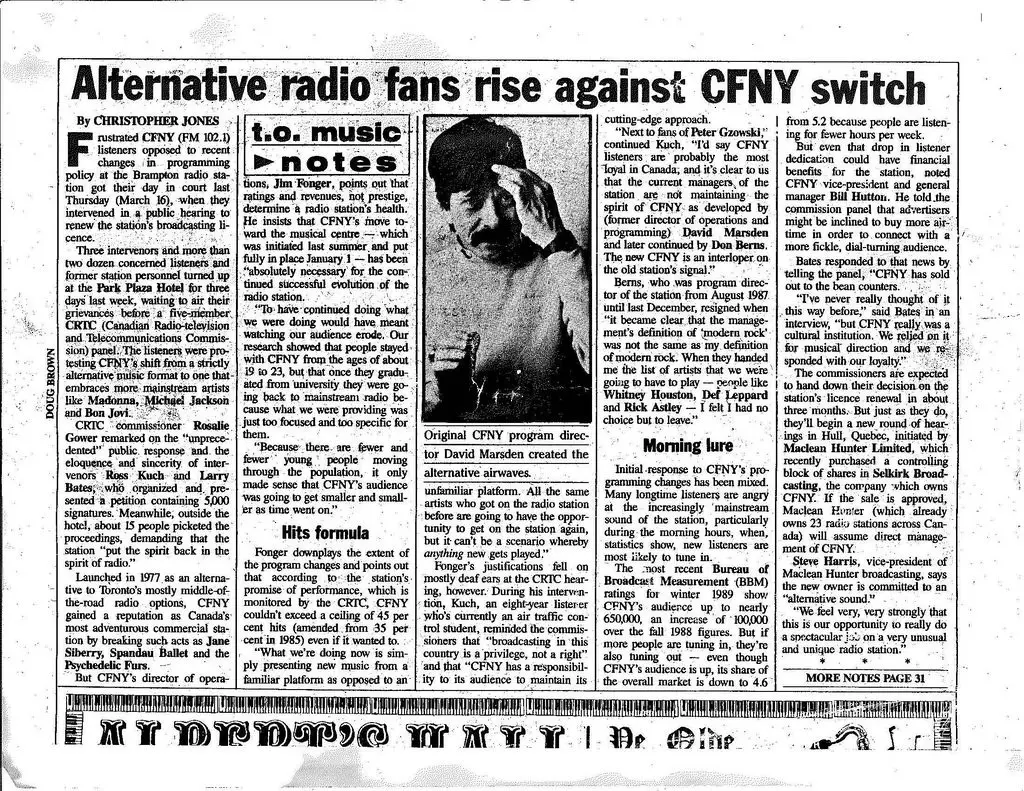 Alternative radio fans rise against CFNY switch
By CHRISTOPHER JONES
Frustrated CFNY (FM 102.1)
listeners opposed to recent
changes in programming
policy at the Brampton radio sta-
tion got their day in court last
Thursday (March 16), when they
intervened in a public hearing to
renew the station's broadcasting li-
cence.
Three intervenors and more than
two dozen concerned listeners and
former station personnel turned up
at the Park Plaza Hotel for three
days last week, waiting to air their
grievances before a five-member
CRTC (Canadian Radio-television
and Telecommunications Commis-
sion) panel. The listeners were pro-
testing CFNY's shift from a strictly
alternative music format to one that
embraces more mainstream artists
like Madonna, Michael Jackson
and Bon Jovi.
CRTC commissioner Rosalie
Gower remarked on the "unprece-
dented" public response and the
eloquence and sincerity of inter-
venors Ross Kuch and Larry
Bates, who organized and pre-
sented a petition containing 5,000
signatures. Meanwhile, outside the
hotel, about 15 people picketed the
proceedings, demanding that the
station "put the spirit back in the
spirit of radio."
Launched in 1977 as an alterna-
tive to Toronto's mostly middle-of-
the-road radio options, CFNY
gained a reputation as Canada's
most adventurous commercial sta-
tion by breaking such acts as Jane
Siberry, Spandau Ballet and the
Psychedelic Furs.
But CFNY's director of opera-
t.o. music
notes
tions, Jim Fonger, points out that
ratings and revenues, not prestige,
determine a radio station's health.
He insists that CFNY's move to-
ward the musical centre — which
was initiated last summer and put
fully in place January 1 — has been
"absolutely necessary for the con-
tinued successful evolution of the
radio station.
"To have continued doing what
we were doing would have meant
watching our audience erode. Our
research showed that people stayed
with CFNY from the ages of about
19 to 23, but that once they gradu-
ated from university they were go-
ing back to mainstream radio be-
cause what we were providing was
just too focused and too specific for
them.
"Because there are fewer and
fewer young people moving
through the population, it only
made sense that CFNY's audience
was going to get smaller and small-
er as time went on."
Hits formula
Fonger downplays the extent of
the program changes and points out
that according to the station's
promise of performance, which is
monitored by the CRTC, CFNY
couldn't exceed a ceiling of 45 per
cent hits (amended from 35 per
cent in 1985) even if it wanted to.
"What we're doing now is sim-
ply presenting new music from a
familiar platform as opposed to an
DOUG BROWN
Original CFNY program direc-
tor David Marsden created the
alternative airwaves.
unfamiliar platform. All the same
artists who got on the radio station
before are going to have the oppor-
tunity to get on the station again,
but it can't be a scenario whereby
anything new gets played."
Fonger's justifications fell on
mostly deaf ears at the CRTC hear-
ing, however. During his interven-
tion, Kuch, an eight-year listener
who's currently an air traffic con-
trol student, reminded the commis-
sioners that "broadcasting in this
country is a privilege, not a right"
and that "CFNY has a responsibil-
ity to its audience to maintain its
cutting-edge approach.
"Next to fans of Peter Gzowski,"
continued Kuch, "I'd say CFNY
listeners are probably the most
loyal in Canada, and it's clear to us
that the current managers of the
station are not maintaining the
spirit of CFNY as developed by
(former director of operations and
programming) David Marsden
and later continued by Don Berns.
The new CFNY is an interloper on
the old station's signal."
Berns, who was program direc-
tor of the station from August 1987
until last December, resigned when
"it became clear that the manage-
ment's definition of 'modern rock'
was not the same as my definition
of modern rock. When they handed
me the list of artists that we were
going to have to play — people like
Whitney Houston, Def Leppard
and Rick Astley — I felt I had no
choice but to leave."
Morning lure
Initial response to CFNY's pro-
gramming changes has been mixed.
Many longtime listeners are angry
at the increasingly mainstream
sound of the station, particularly
during the morning hours, when,
statistics show, new listeners are
most likely to tune in.
The most recent Bureau of
Broadcast Measurement (BBM)
ratings for winter 1989 show
CFNY's audience up to nearly
650,000, an increase of 100,000
over the fall 1988 figures. But if
more people are tuning in, they're
also tuning out — even though
CFNY's audience is up, its share of
the overall market is down to 4.6
from 5.2 because people are listen-
ing for fewer hours per week.
But even that drop in listener
dedication could have financial
benefits for the station, noted
CFNY vice-president and general
manager Bill Hutton. He told the
commission panel that advertisers
might be inclined to buy more air-
time in order to connect with a
more fickle, dial-turning audience.
Bates responded to that news by
telling the panel, "CFNY has sold
out to the bean counters.
"I've never really thought of it
this way before," said Bates in an
interview, "but CFNY really was a
cultural institution. We relied on it
for musical direction and we re-
sponded with our loyalty."
The commissioners are expected
to hand down their decision on the
station's licence renewal in about
three months. But just as they do,
they'll begin a new round of hear-
ings in Hull, Quebec, initiated by
Maclean Hunter Limited, which
recently purchased a controlling
block of shares in Selkirk Broad-
casting, the company which owns
CFNY. If the sale is approved,
Maclean Hunter (which already
owns 23 radio stations across Can-
ada) will assume direct manage-
ment of CFNY.
Steve Harris, vice-president of
Maclean Hunter broadcasting, says
the new owner is committed to an
"alternative sound."
"We feel very, very strongly that
this is our opportunity to really do
a spectacular job on a very unusual
and unique radio station."
* * *
MORE NOTES PAGE 31
ALBERT'S HALL | Ye Olde